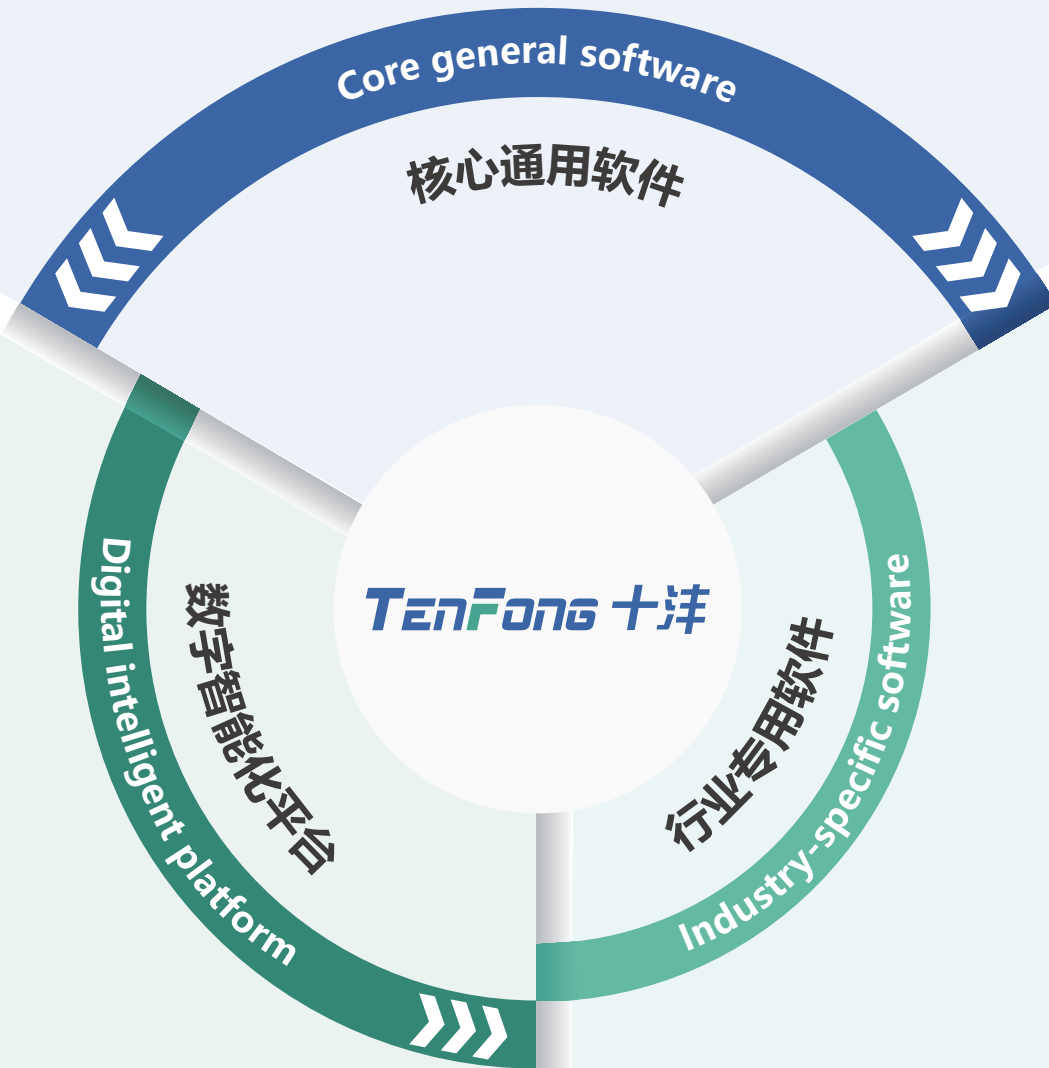 Core general software
核心通用软件
TENFONG 十沣
Digital intelligent platform
数字智能化平台
行业专用软件
Industry-specific software